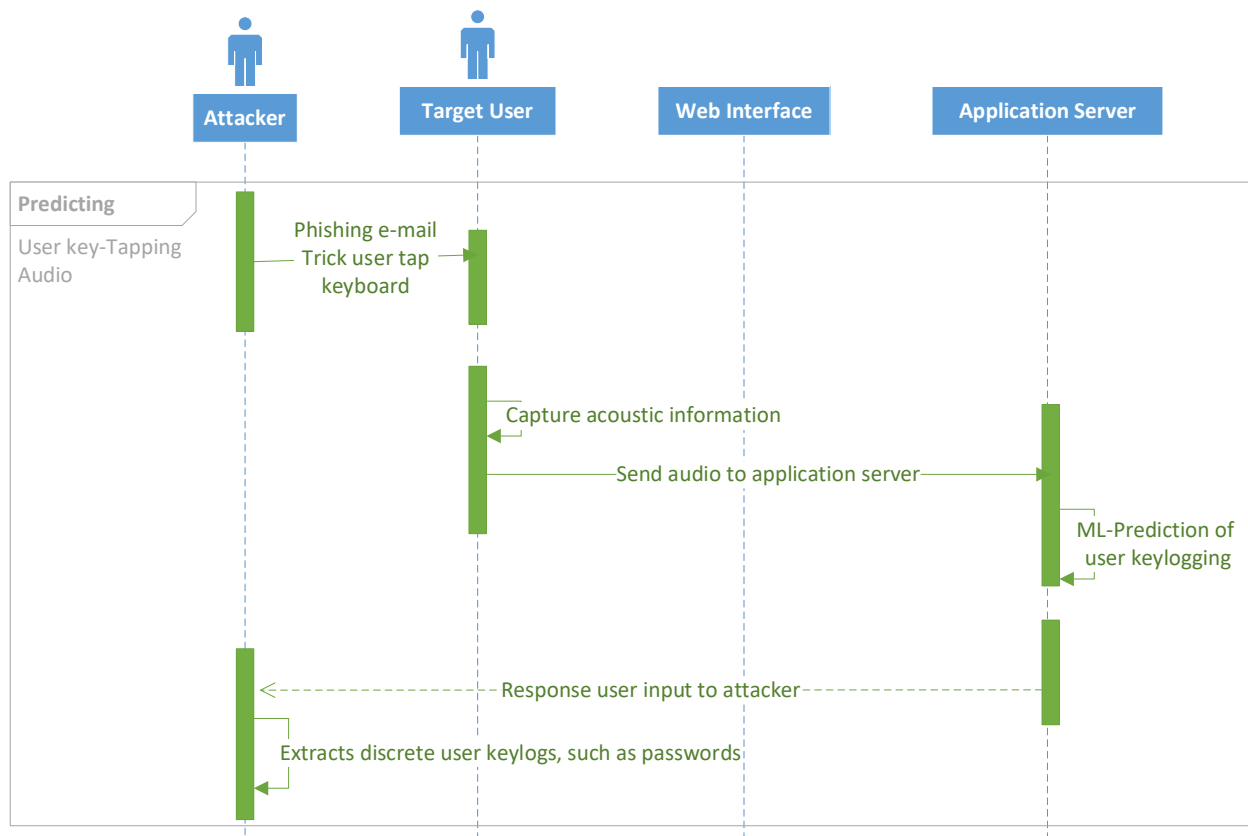 Attacker
Target User
Web Interface
Application Server
Predicting
User key-Tapping
Audio
Phishing e-mail
Trick user tap
keyboard
Capture acoustic information
Send audio to application server
ML-Prediction of
user keylogging
Response user input to attacker
Extracts discrete user keylogs, such as passwords